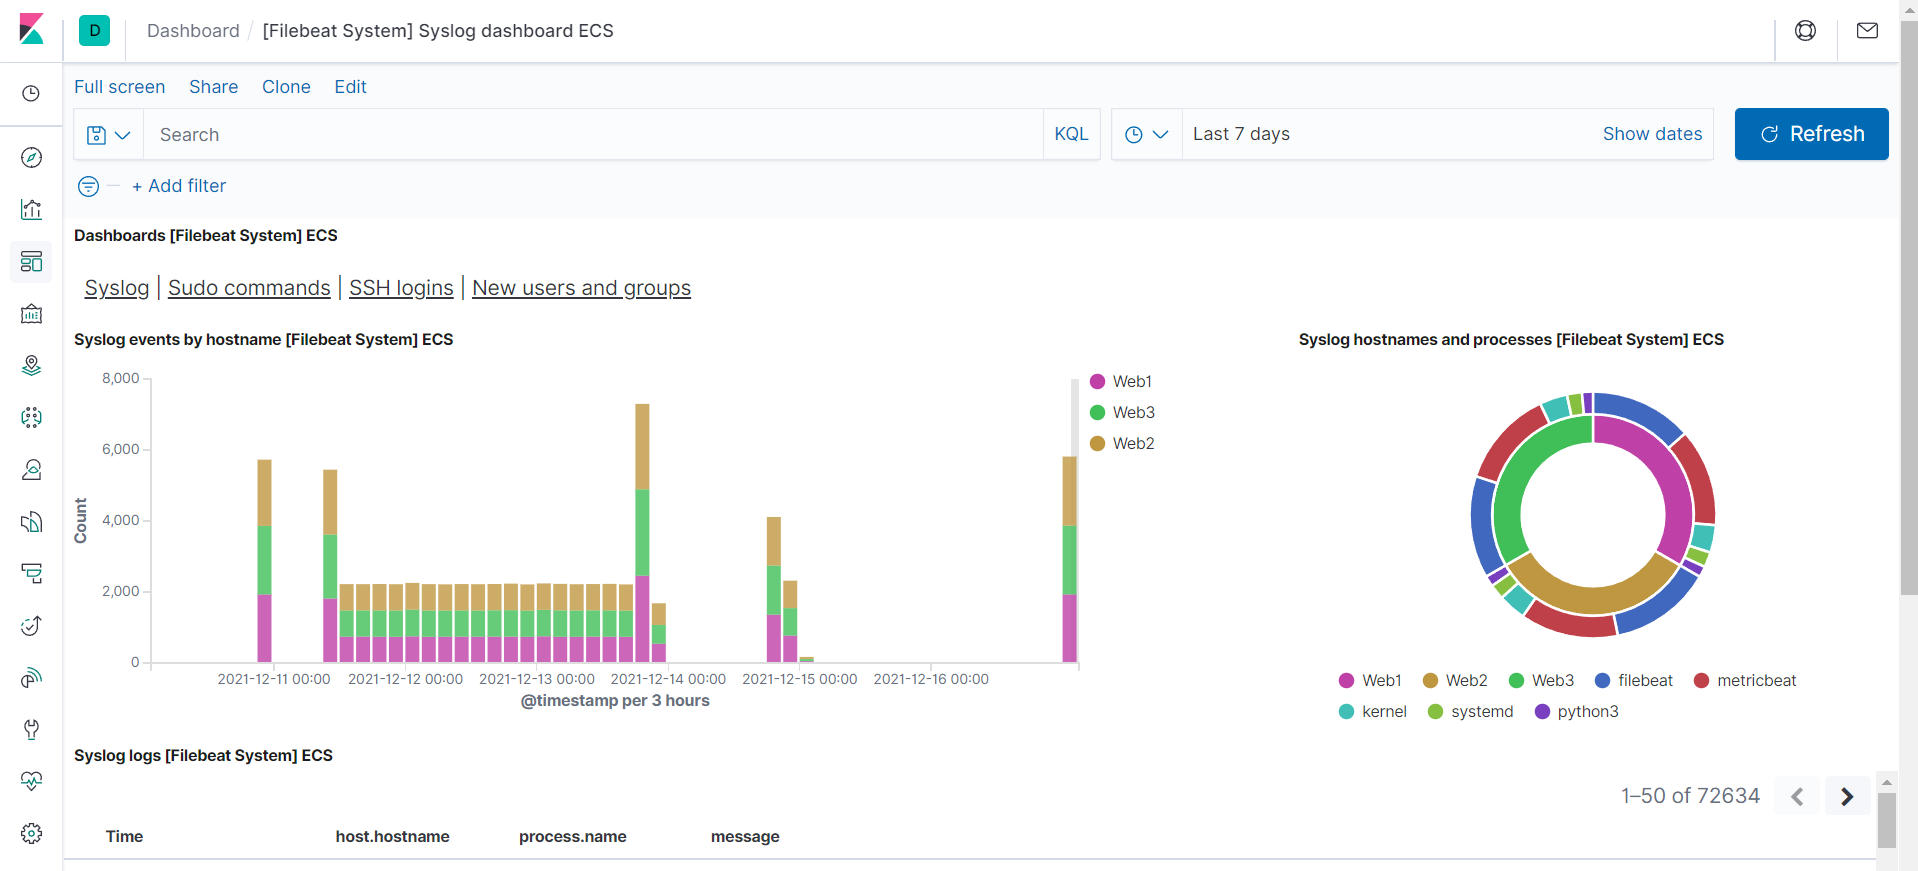 D Dashboard / [Filebeat System] Syslog dashboard ECS
Full screen Share Clone Edit
Search KQL Last 7 days Show dates Refresh
+ Add filter
Dashboards [Filebeat System] ECS
Syslog | Sudo commands | SSH logins | New users and groups
Syslog events by hostname [Filebeat System] ECS
8,000
6,000
4,000
2,000
0
Count
2021-12-11 00:00 2021-12-12 00:00 2021-12-13 00:00 2021-12-14 00:00 2021-12-15 00:00 2021-12-16 00:00
@timestamp per 3 hours
Web1
Web3
Web2
Syslog hostnames and processes [Filebeat System] ECS
Web1 Web2 Web3 filebeat metricbeat
kernel systemd python3
Syslog logs [Filebeat System] ECS
1–50 of 72634
Time host.hostname process.name message